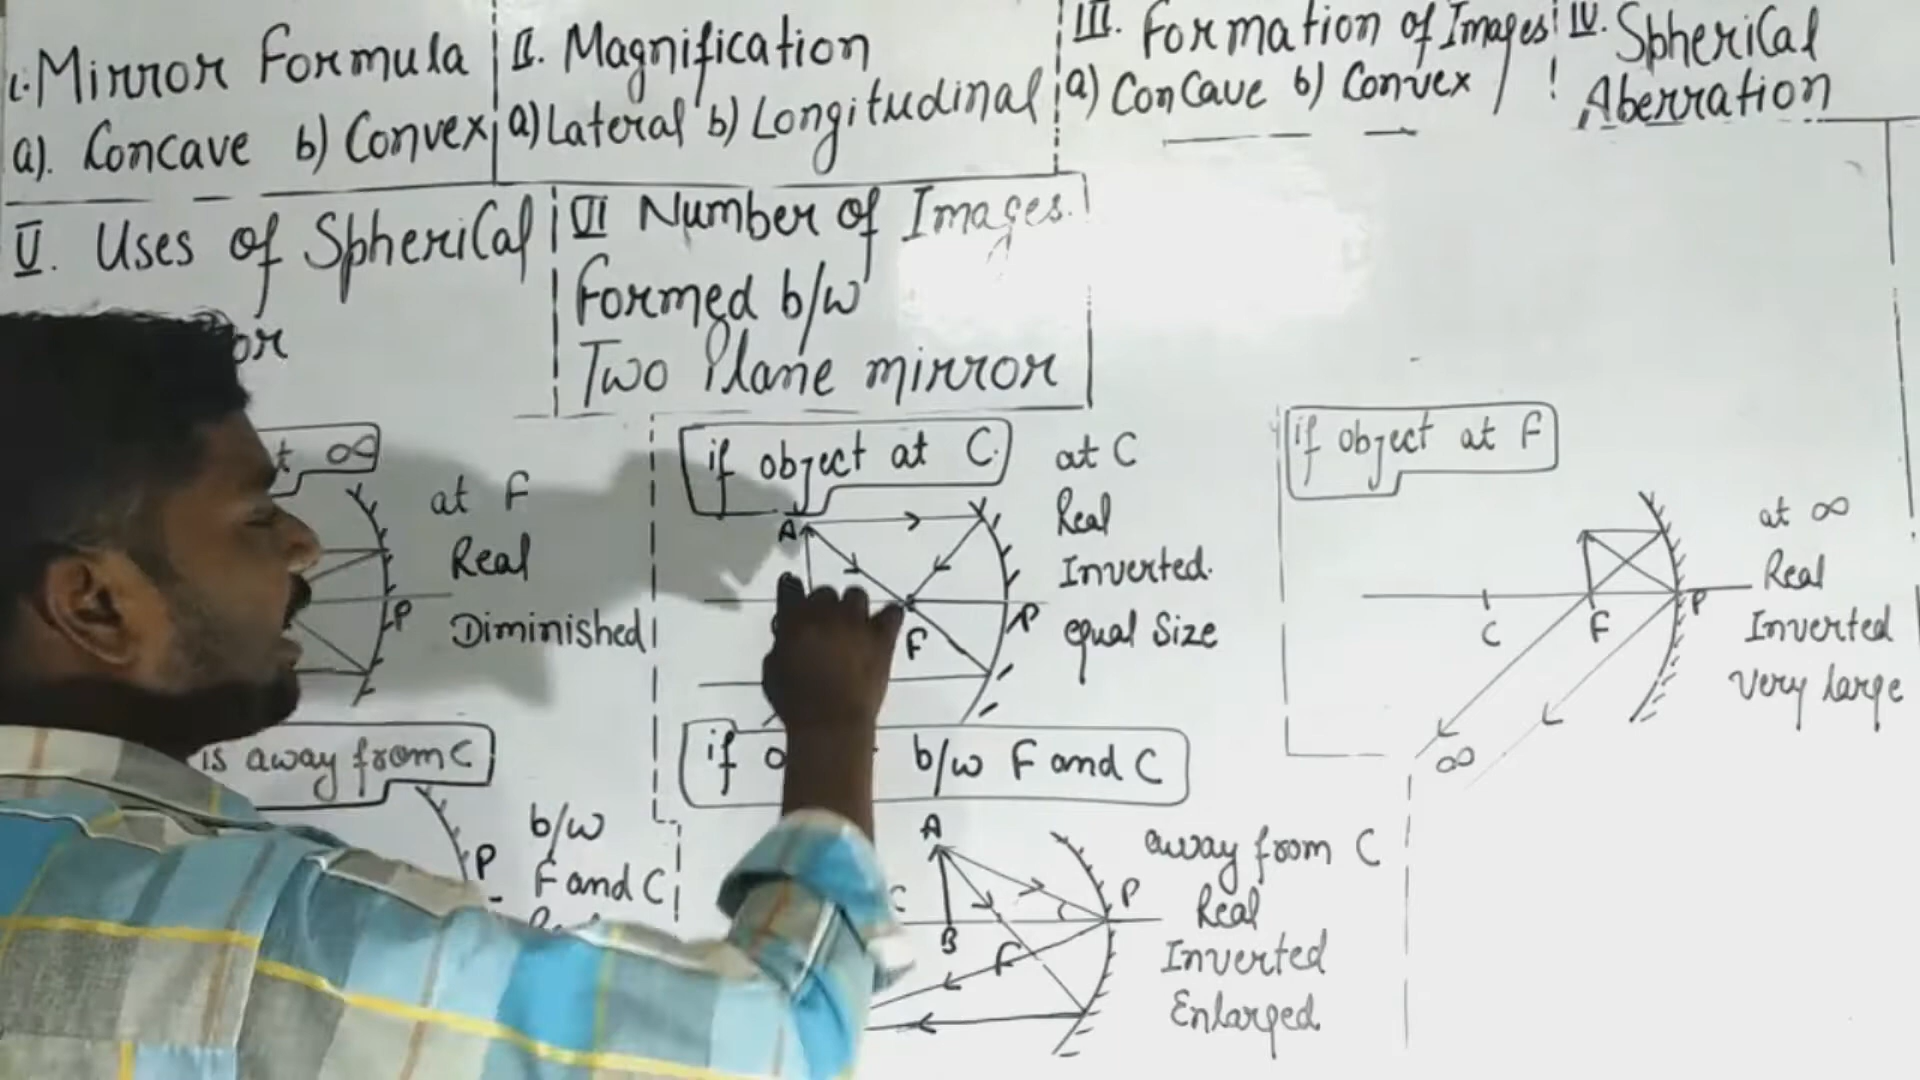 i. Mirror Formula
a). Concave b) Convex
II. Magnification
a) Lateral b) Longitudinal
III. Formation of Images
a) Concave b) Convex
IV. Spherical
Aberration
V. Uses of Spherical
or
VI Number of Images.
Formed b/w
Two Plane mirror
t ∞
at F
Real
Diminished
P
if object at C.
at C
Real
Inverted.
equal Size
A
F
P
if object at F
at ∞
Real
Inverted
very large
C
F
P
∞
is away from C
b/w
F and C
P
if o
b/w F and C
away from C
Real
Inverted
Enlarged
A
P
C
B
F